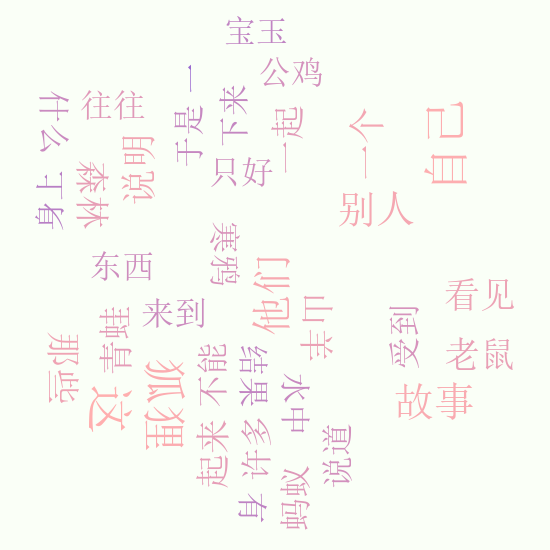 宝玉
公鸡
一
下来
往往
什么
于是
一起
一个
自己
说明
森林
只好
上
身
别人
寒鸦
东西
他们
看见
来到
青蛙
山羊
受到
那些
老鼠
不能
结果
狐狸
水中
这
故事
起来
许多
说道
蚂蚁
有